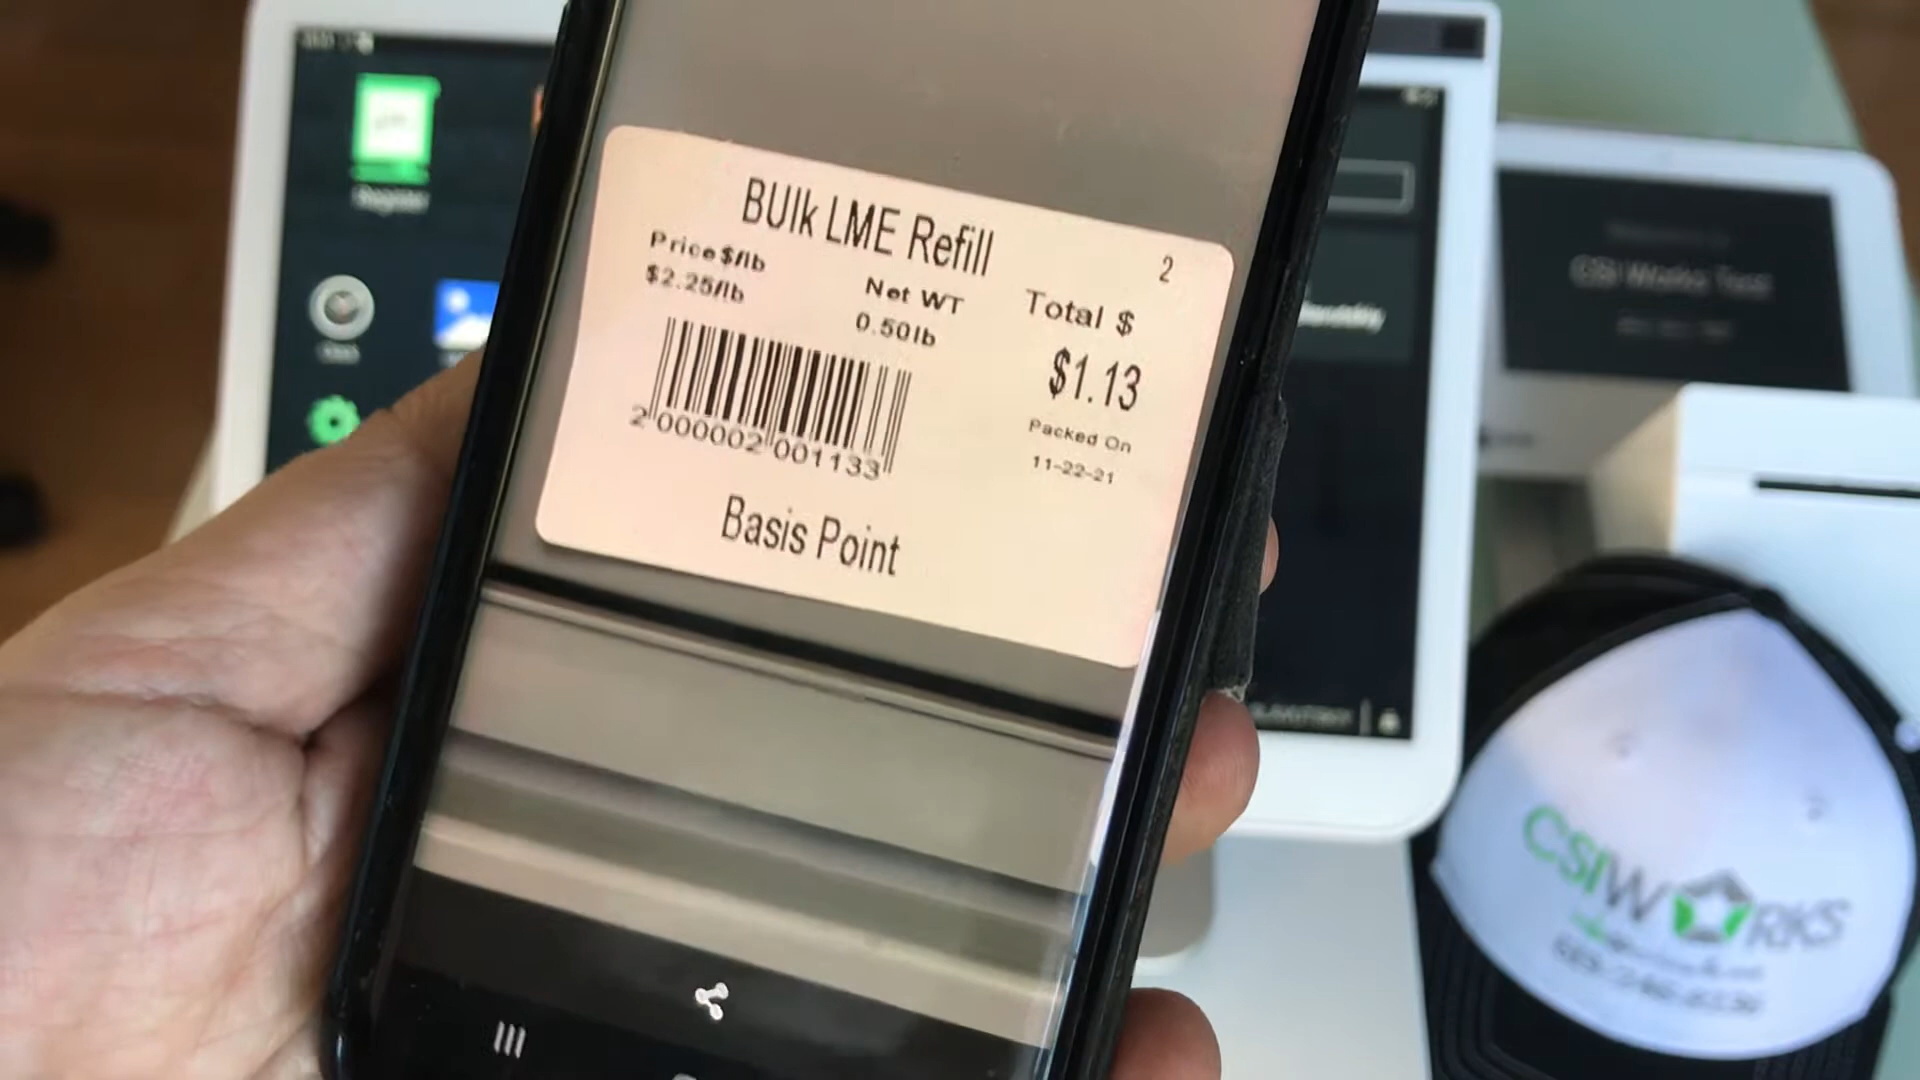 BUlk LME Refill
2
Price $/lb
$2.25/lb
Net WT
0.50lb
Total $
$1.13
2 000002 001133
Packed On
11-22-21
Basis Point
Register
Clock
CSI Works Test
CSIWORKS